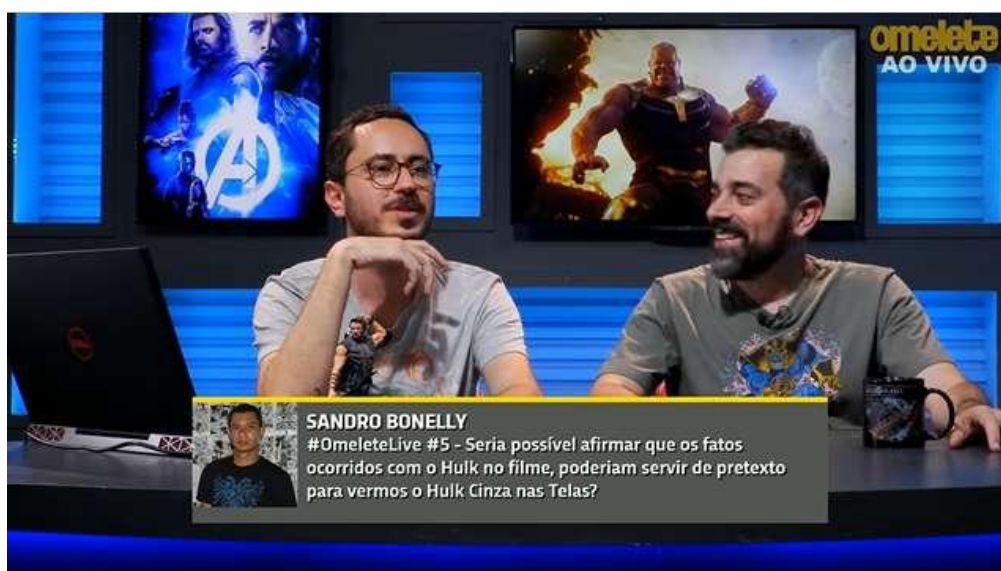 omelete
AO VIVO
SANDRO BONELLY
#OmeleteLive #5 - Seria possível afirmar que os fatos
ocorridos com o Hulk no filme, poderiam servir de pretexto
para vermos o Hulk Cinza nas Telas?
DELL
A